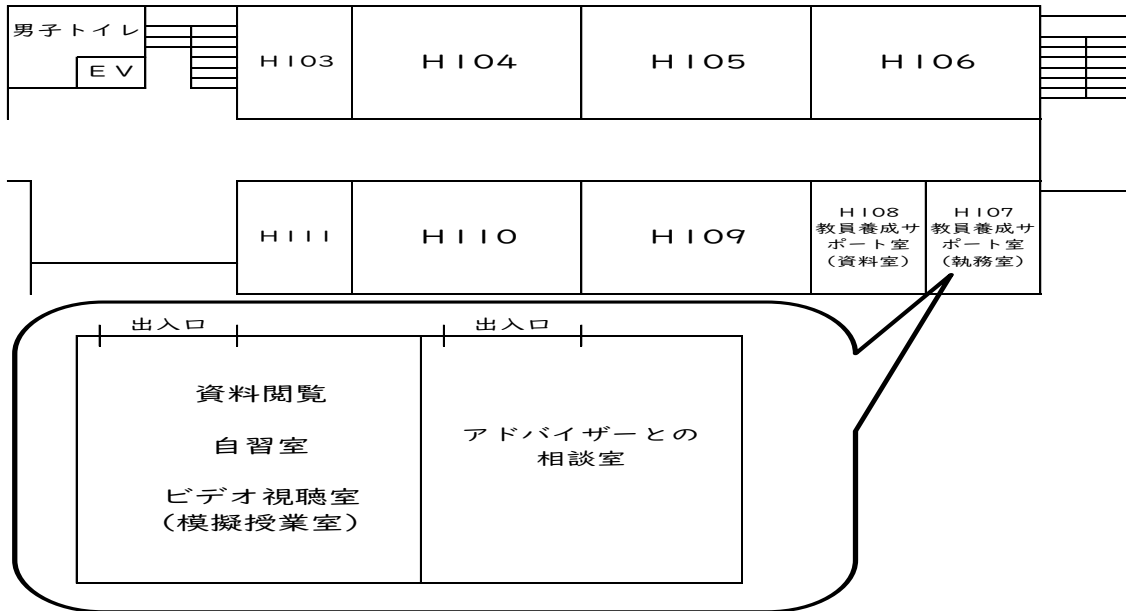 男子トイレ
EV
H103
H104
H105
H106
H111
H110
H109
H108
教員養成サ
ポート室
(資料室)
H107
教員養成サ
ポート室
(執務室)
出入口
出入口
資料閲覧
自習室
ビデオ視聴室
(模擬授業室)
アドバイザーとの
相談室